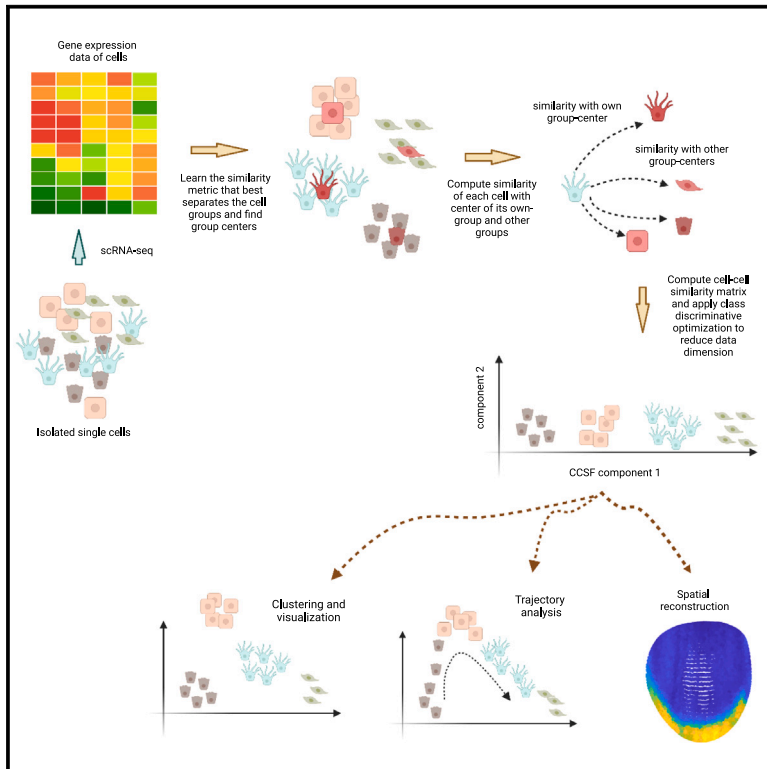 Gene expression
data of cells
Learn the similarity
metric that best
separates the cell
groups and find
group centers
Compute similarity
of each cell with
center of its own-
group and other
groups
similarity with own
group-center
similarity with other
group-centers
scRNA-seq
Isolated single cells
Compute cell-cell
similarity matrix
and apply class
discriminative
optimization to
reduce data
dimension
component 2
CCSF component 1
Clustering and
visualization
Trajectory
analysis
Spatial
reconstruction